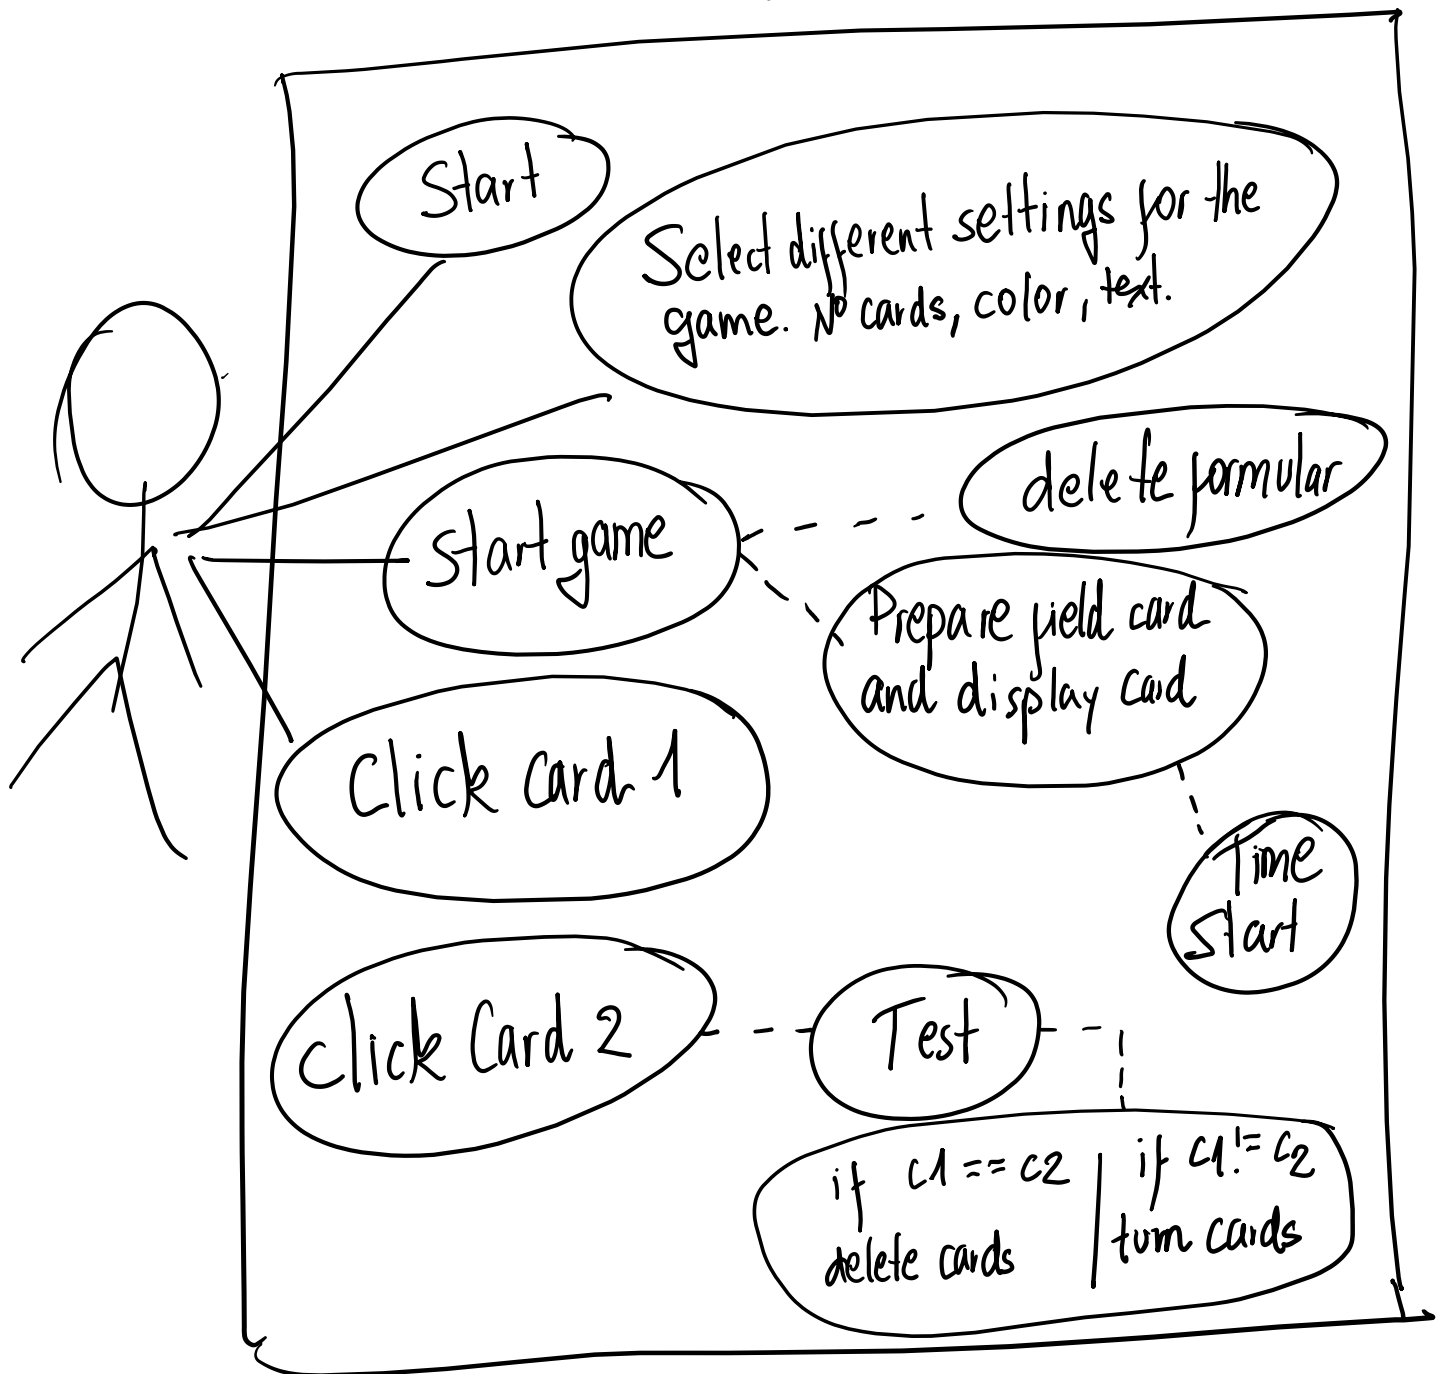 Start
Select different settings for the
game. Nº cards, color, text.
delete formular
Start game
Prepare field card
and display card
Click Card 1
Time
Start
Click Card 2
Test
if c1 == c2 | if c1 != c2
delete cards | turn cards